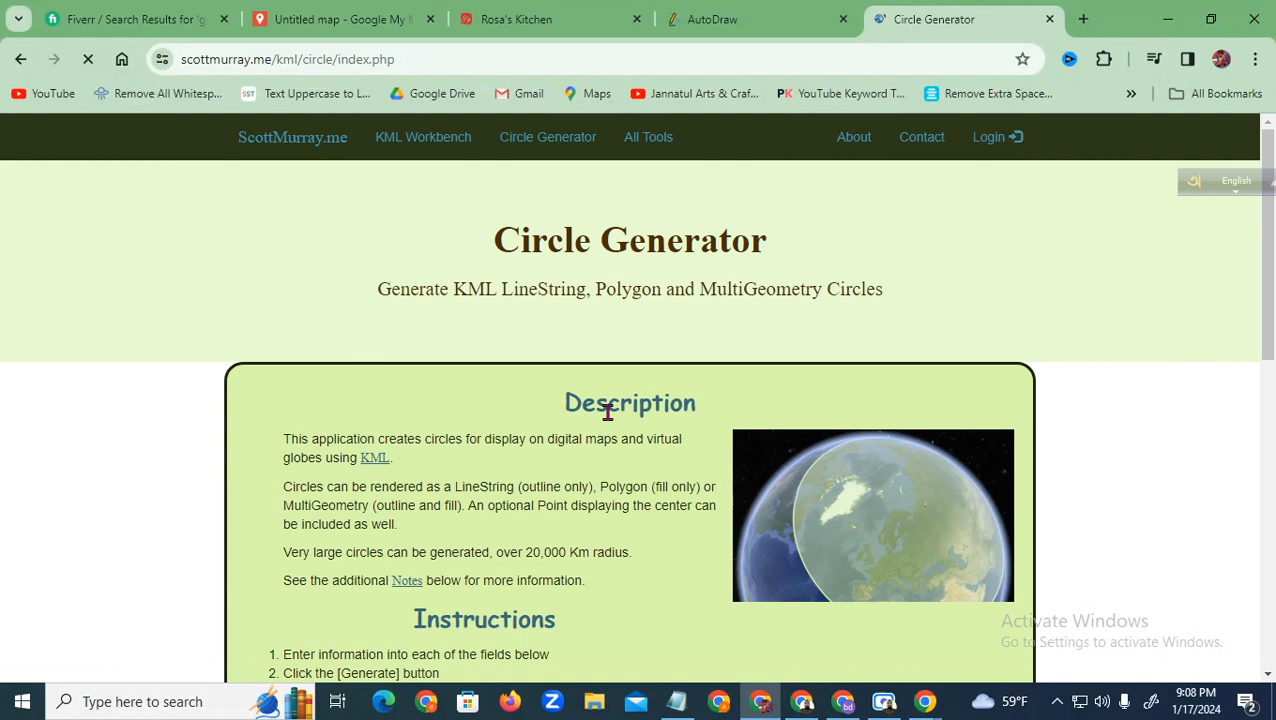 Fiverr / Search Results for 'g
Untitled map - Google My M
Rosa's Kitchen
AutoDraw
Circle Generator
scottmurray.me/kml/circle/index.php
YouTube
Remove All Whitesp...
SST
Text Uppercase to L...
Google Drive
Gmail
Maps
Jannatul Arts & Craf...
PK
YouTube Keyword T...
Remove Extra Space...
All Bookmarks
ScottMurray.me
KML Workbench
Circle Generator
All Tools
About
Contact
Login
অ
English
Circle Generator
Generate KML LineString, Polygon and MultiGeometry Circles
Description
This application creates circles for display on digital maps and virtual
globes using KML.
Circles can be rendered as a LineString (outline only), Polygon (fill only) or
MultiGeometry (outline and fill). An optional Point displaying the center can
be included as well.
Very large circles can be generated, over 20,000 Km radius.
See the additional Notes below for more information.
Instructions
1. Enter information into each of the fields below
2. Click the [Generate] button
Activate Windows
Go to Settings to activate Windows.
Type here to search
59°F
9:08 PM
1/17/2024
2